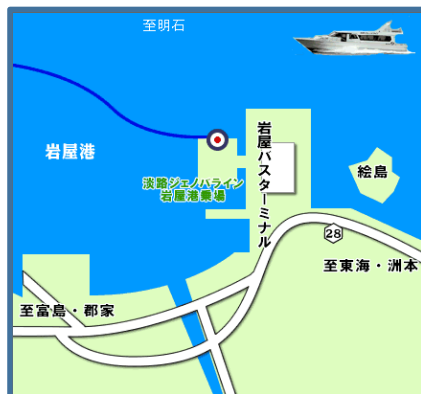 至明石
岩屋港
淡路ジェノバライン
岩屋港乗場
岩屋バスターミナル
絵島
28
至東海・洲本
至富島・郡家